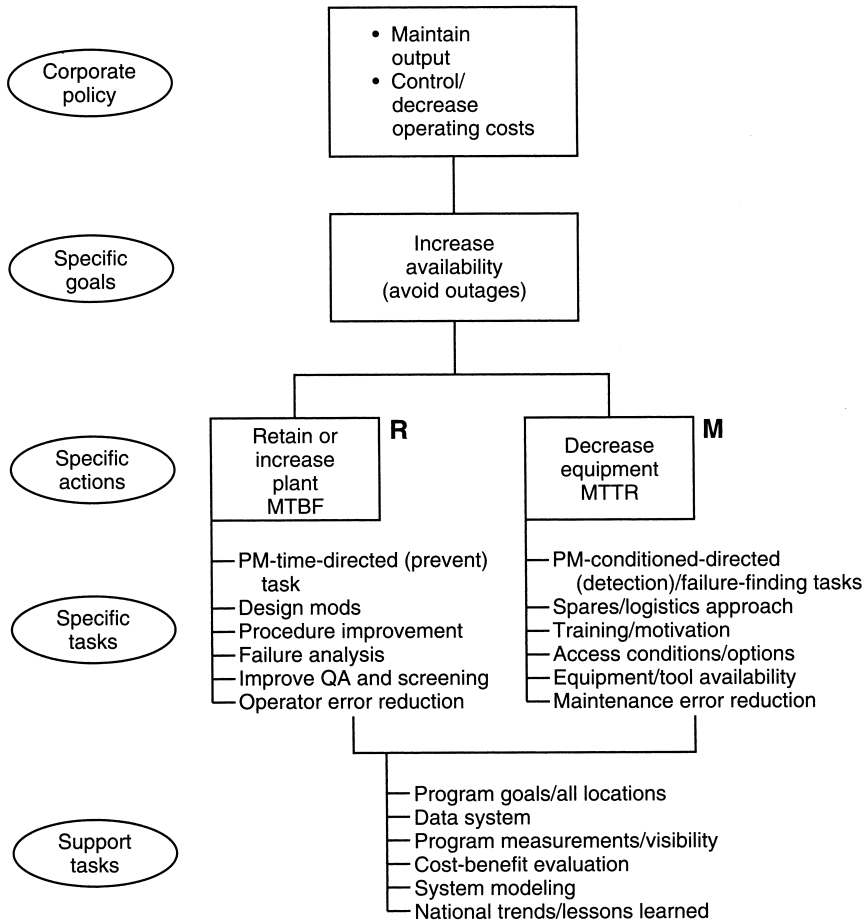 Corporate
policy
• Maintain
output
• Control/
decrease
operating costs
Specific
goals
Increase
availability
(avoid outages)
Specific
actions
Retain or
increase
plant
MTBF
R
Decrease
equipment
MTTR
M
Specific
tasks
PM-time-directed (prevent)
task
Design mods
Procedure improvement
Failure analysis
Improve QA and screening
Operator error reduction
PM-conditioned-directed
(detection)/failure-finding tasks
Spares/logistics approach
Training/motivation
Access conditions/options
Equipment/tool availability
Maintenance error reduction
Support
tasks
Program goals/all locations
Data system
Program measurements/visibility
Cost-benefit evaluation
System modeling
National trends/lessons learned